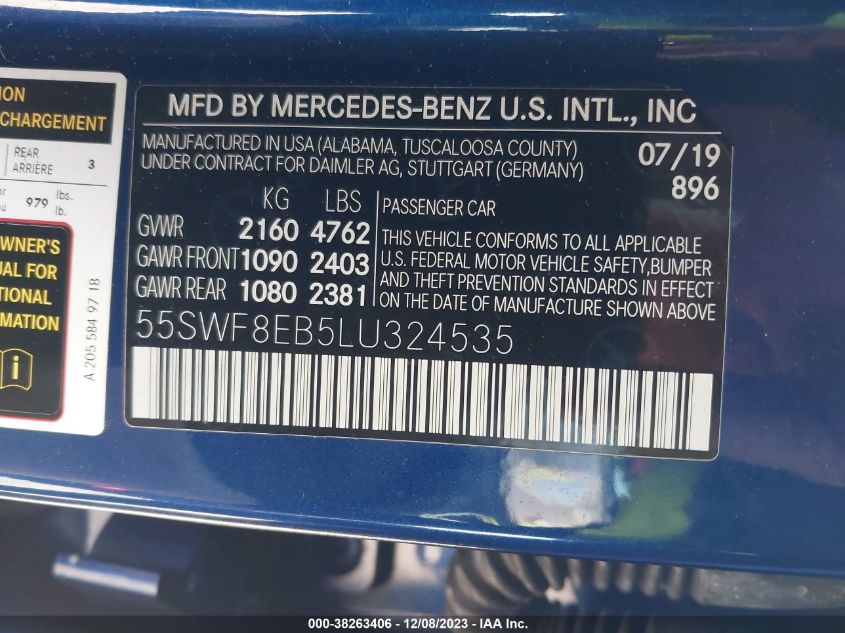 ION
CHARGEMENT
REAR
ARRIÈRE 3
or
979 lbs.
lb.
OWNER'S
UAL FOR
TIONAL
RMATION
i
A 205 584 97 18
MFD BY MERCEDES-BENZ U.S. INTL., INC
MANUFACTURED IN USA (ALABAMA, TUSCALOOSA COUNTY)
UNDER CONTRACT FOR DAIMLER AG, STUTTGART (GERMANY)
07/19
896
KG LBS
GWWR 2160 4762
GAWR FRONT 1090 2403
GAWR REAR 1080 2381
PASSENGER CAR
THIS VEHICLE CONFORMS TO ALL APPLICABLE
U.S. FEDERAL MOTOR VEHICLE SAFETY, BUMPER
AND THEFT PREVENTION STANDARDS IN EFFECT
ON THE DATE OF MANUFACTURE SHOWN ABOVE
55SWF8EB5LU324535
000-38263406 - 12/08/2023 - IAA Inc.